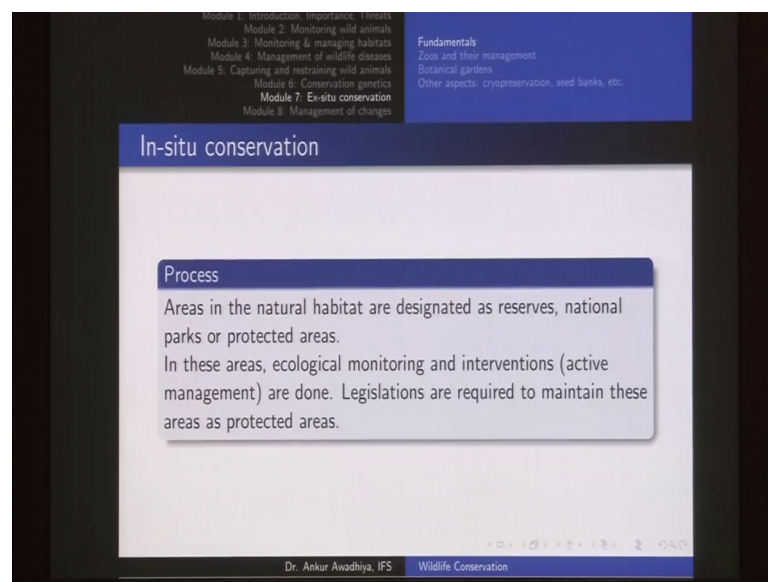 Module 1: Introduction, Importance, Threats
Module 2: Monitoring wild animals
Module 3: Monitoring & managing habitats
Module 4: Management of wildlife diseases
Module 5: Capturing and restraining wild animals
Module 6: Conservation genetics
Module 7: Ex-situ conservation
Module 8: Management of changes
Fundamentals
Zoos and their management
Botanical gardens
Other aspects: cryopreservation, seed banks, etc.
In-situ conservation
Process
Areas in the natural habitat are designated as reserves, national
parks or protected areas.
In these areas, ecological monitoring and interventions (active
management) are done. Legislations are required to maintain these
areas as protected areas.
Dr. Ankur Awadhiya, IFS
Wildlife Conservation